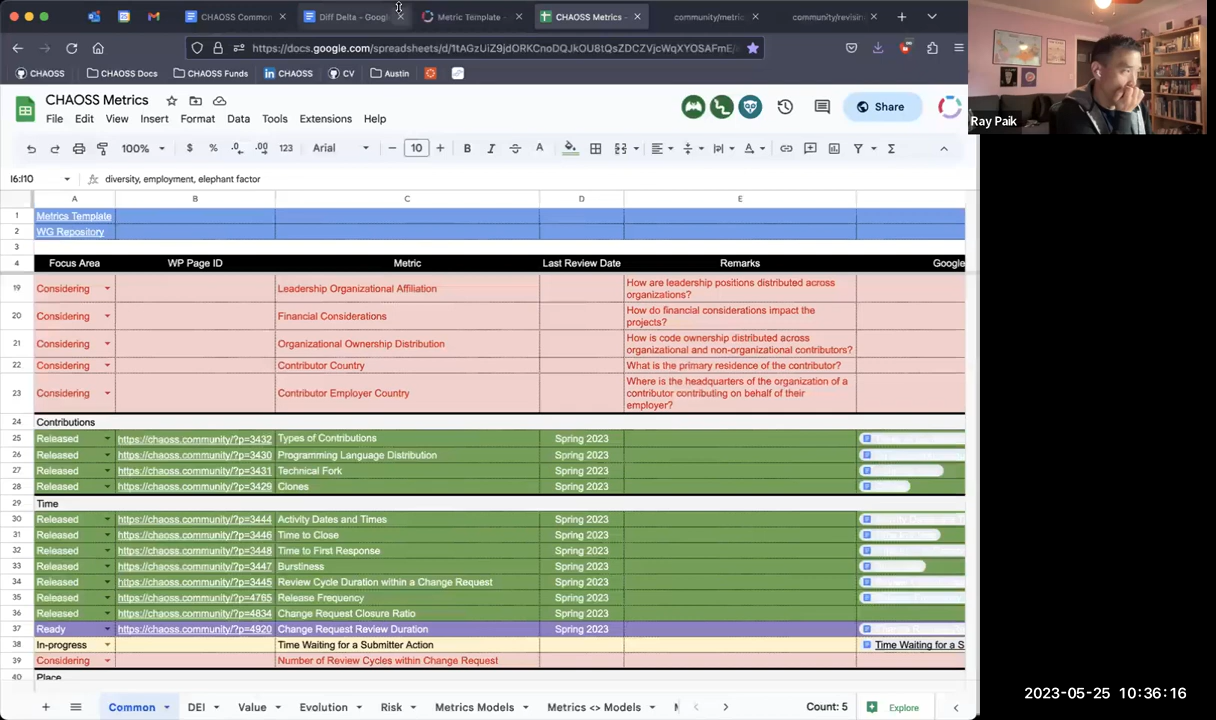 CHAOSS Common
Diff Delta - Google
Metric Template -
CHAOSS Metrics -
community/metric
community/revisin
https://docs.google.com/spreadsheets/d/1tAGzUiZ9jdORKCnoDQJkOU8tQsZDCZVjcWqXYOSAFmE/
CHAOSS
CHAOSS Docs
CHAOSS Funds
CHAOSS
CV
Austin
CHAOSS Metrics
File Edit View Insert Format Data Tools Extensions Help
Share
100% $ % .0 .00 123 Arial 10 B I S A
I6:I10 fx diversity, employment, elephant factor
A B C D E
1 Metrics Template
2 WG Repository
3
4 Focus Area WP Page ID Metric Last Review Date Remarks Google
19 Considering Leadership Organizational Affiliation How are leadership positions distributed across
organizations?
20 Considering Financial Considerations How do financial considerations impact the
projects?
21 Considering Organizational Ownership Distribution How is code ownership distributed across
organizational and non-organizational contributors?
22 Considering Contributor Country What is the primary residence of the contributor?
23 Considering Contributor Employer Country Where is the headquarters of the organization of a
contributor contributing on behalf of their
employer?
24 Contributions
25 Released https://chaoss.community/?p=3432 Types of Contributions Spring 2023
26 Released https://chaoss.community/?p=3430 Programming Language Distribution Spring 2023
27 Released https://chaoss.community/?p=3431 Technical Fork Spring 2023
28 Released https://chaoss.community/?p=3429 Clones Spring 2023
29 Time
30 Released https://chaoss.community/?p=3444 Activity Dates and Times Spring 2023
31 Released https://chaoss.community/?p=3446 Time to Close Spring 2023
32 Released https://chaoss.community/?p=3448 Time to First Response Spring 2023
33 Released https://chaoss.community/?p=3447 Burstiness Spring 2023
34 Released https://chaoss.community/?p=3445 Review Cycle Duration within a Change Request Spring 2023
35 Released https://chaoss.community/?p=4765 Release Frequency Spring 2023
36 Released https://chaoss.community/?p=4834 Change Request Closure Ratio Spring 2023
37 Ready https://chaoss.community/?p=4920 Change Request Review Duration Spring 2023
38 In-progress Time Waiting for a Submitter Action Time Waiting for a S
39 Considering Number of Review Cycles within Change Request
40 Place
Common DEI Value Evolution Risk Metrics Models Metrics <> Models Count: 5 Explore
Ray Paik
2023-05-25 10:36:16